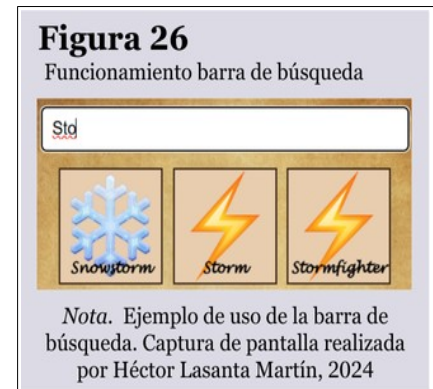 Figura 26
Funcionamiento barra de búsqueda
Sto
Snowstorm Storm Stormfighter
Nota. Ejemplo de uso de la barra de
búsqueda. Captura de pantalla realizada
por Héctor Lasanta Martín, 2024